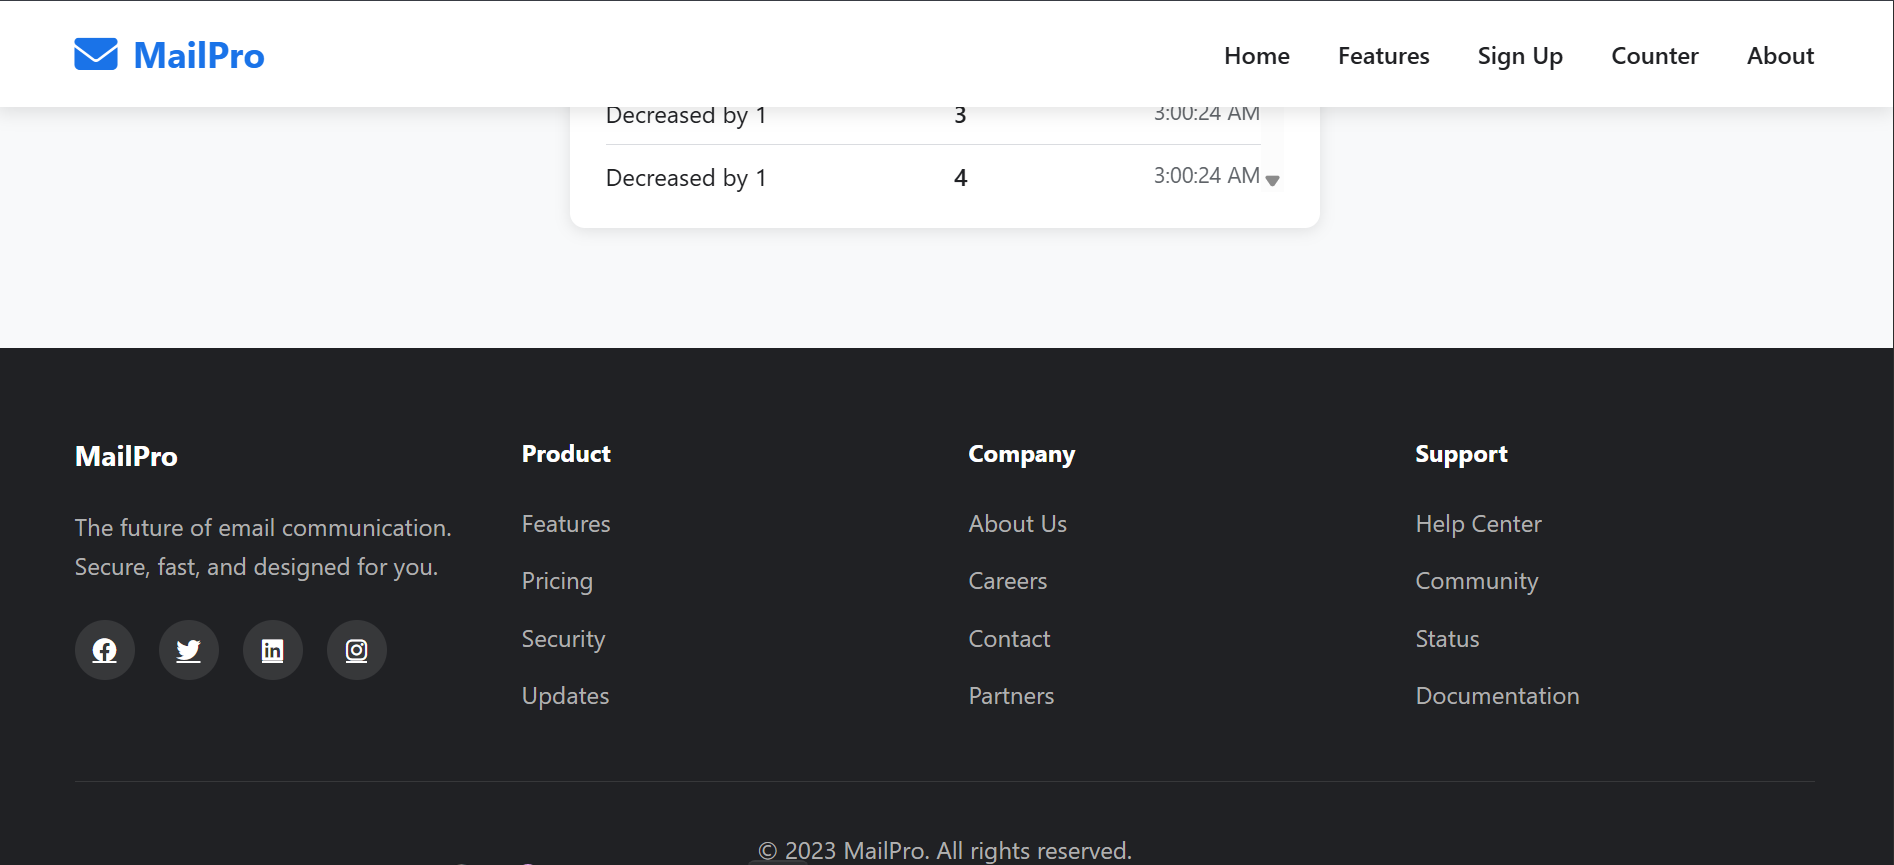 MailPro
Home Features Sign Up Counter About
Decreased by 1 3 3:00:24 AM
Decreased by 1 4 3:00:24 AM
MailPro
The future of email communication.
Secure, fast, and designed for you.
Product
Features
Pricing
Security
Updates
Company
About Us
Careers
Contact
Partners
Support
Help Center
Community
Status
Documentation
© 2023 MailPro. All rights reserved.